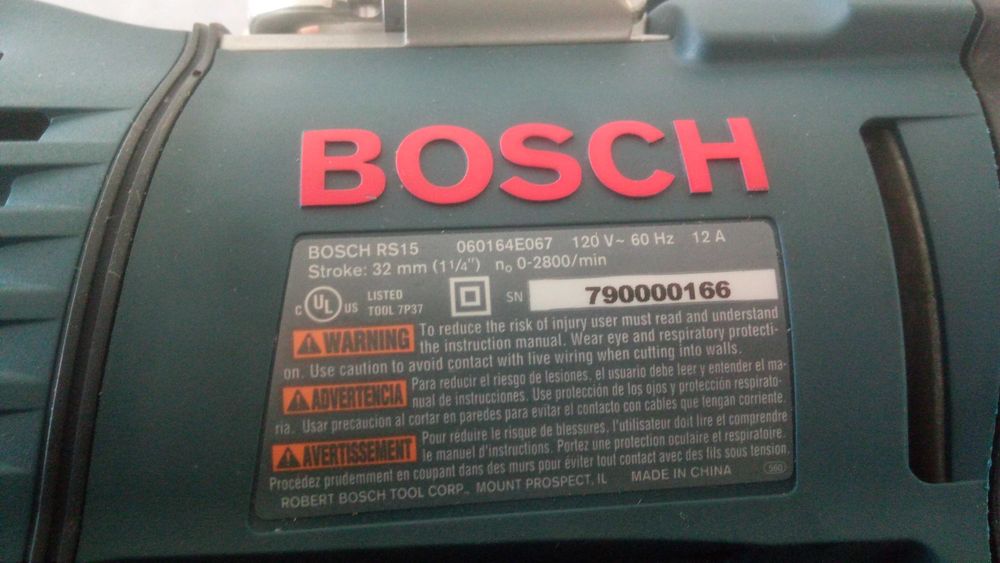 BOSCH
BOSCH RS15 060164E067 120 V~ 60 Hz 12 A
Stroke: 32 mm (1 1/4") n₀ 0-2800/min
C UL US LISTED
TOOL 7P37
SN 790000166
WARNING To reduce the risk of injury user must read and understand
the instruction manual. Wear eye and respiratory protecti-
on. Use caution to avoid contact with live wiring when cutting into walls.
ADVERTENCIA Para reducir el riesgo de lesiones, el usuario debe leer y entender el ma-
nual de instrucciones. Use protección de los ojos y protección respirato-
ria. Usar precaucion al cortar en paredes para evitar el contacto con cables que tengan corriente.
AVERTISSEMENT Pour réduire le risque de blessures, l'utilisateur doit lire et comprendre
le manuel d'instructions. Portez une protection oculaire et respiratoire.
Procédez prudemment en coupant dans des murs pour éviter tout contact avec des fils sous tension.
ROBERT BOSCH TOOL CORP., MOUNT PROSPECT, IL MADE IN CHINA 560